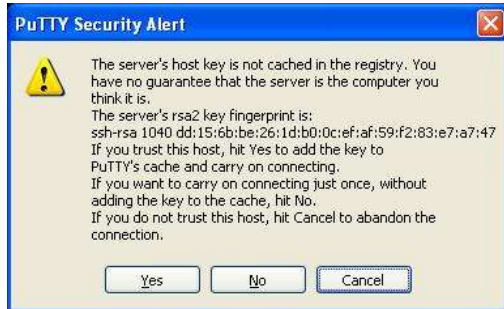 PuTTY Security Alert
The server's host key is not cached in the registry. You
have no guarantee that the server is the computer you
think it is.
The server's rsa2 key fingerprint is:
ssh-rsa 1040 dd:15:6b:be:26:1d:b0:0c:ef:af:59:f2:83:e7:a7:47
If you trust this host, hit Yes to add the key to
PuTTY's cache and carry on connecting.
If you want to carry on connecting just once, without
adding the key to the cache, hit No.
If you do not trust this host, hit Cancel to abandon the
connection.
Yes No Cancel